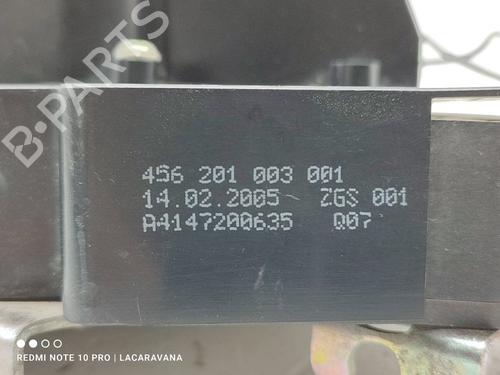 B-PARTS
456 201 003 001
14.02.2005 ZGS 001
A4147200635 Q07
REDMI NOTE 10 PRO | LACARAVANA